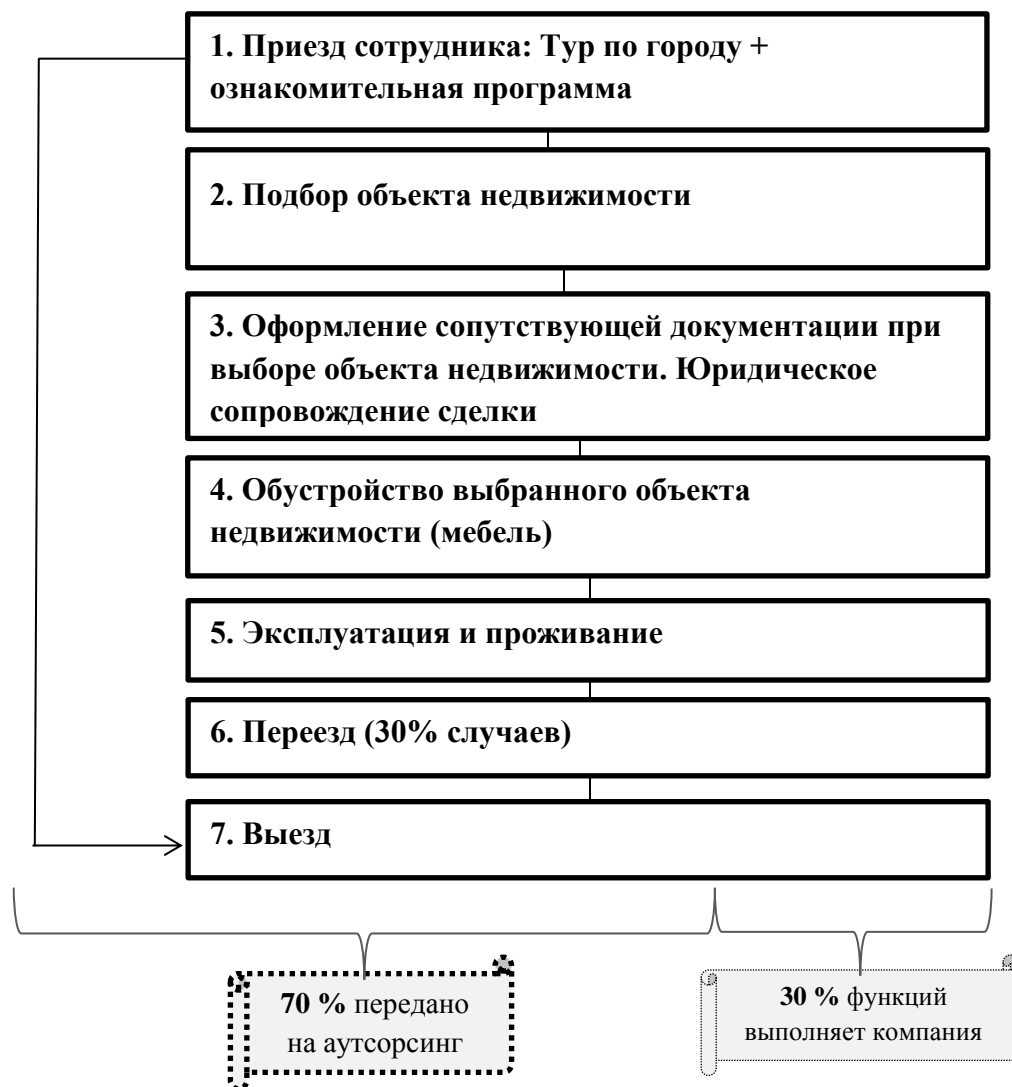 1. Приезд сотрудника: Тур по городу +
ознакомительная программа
2. Подбор объекта недвижимости
3. Оформление сопутствующей документации при
выборе объекта недвижимости. Юридическое
сопровождение сделки
4. Обустройство выбранного объекта
недвижимости (мебель)
5. Эксплуатация и проживание
6. Переезд (30% случаев)
7. Выезд
70 % передано
на аутсорсинг
30 % функций
выполняет компания